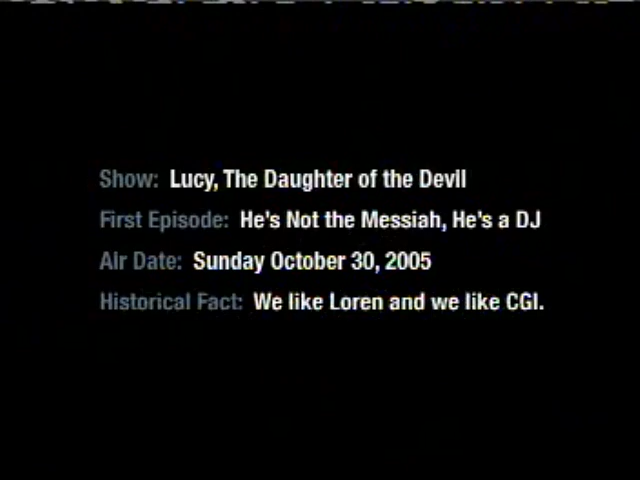 Show: Lucy, The Daughter of the Devil
First Episode: He's Not the Messiah, He's a DJ
Air Date: Sunday October 30, 2005
Historical Fact: We like Loren and we like CGI.